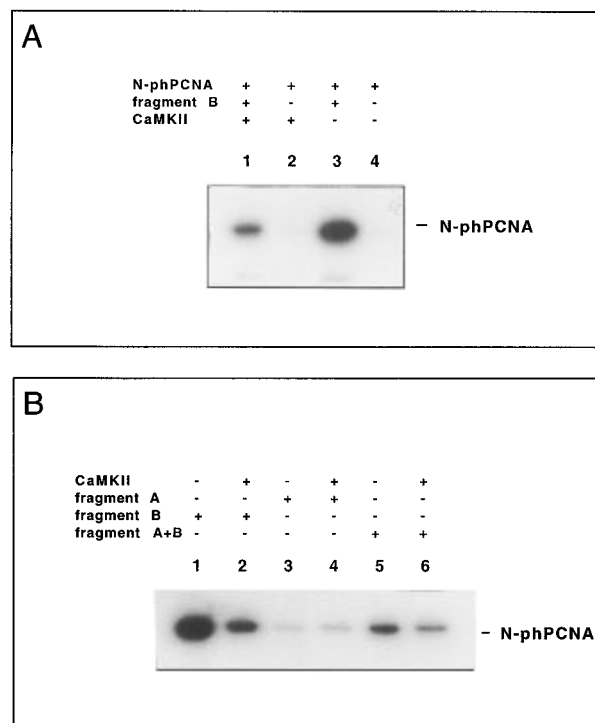 A
N-phPCNA + + + +
fragment B + - + -
CaMKII + + - -
1 2 3 4
– N-phPCNA
B
CaMKII - + - + - +
fragment A - - + + - -
fragment B + + - - - -
fragment A+B - - - - + +
1 2 3 4 5 6
– N-phPCNA